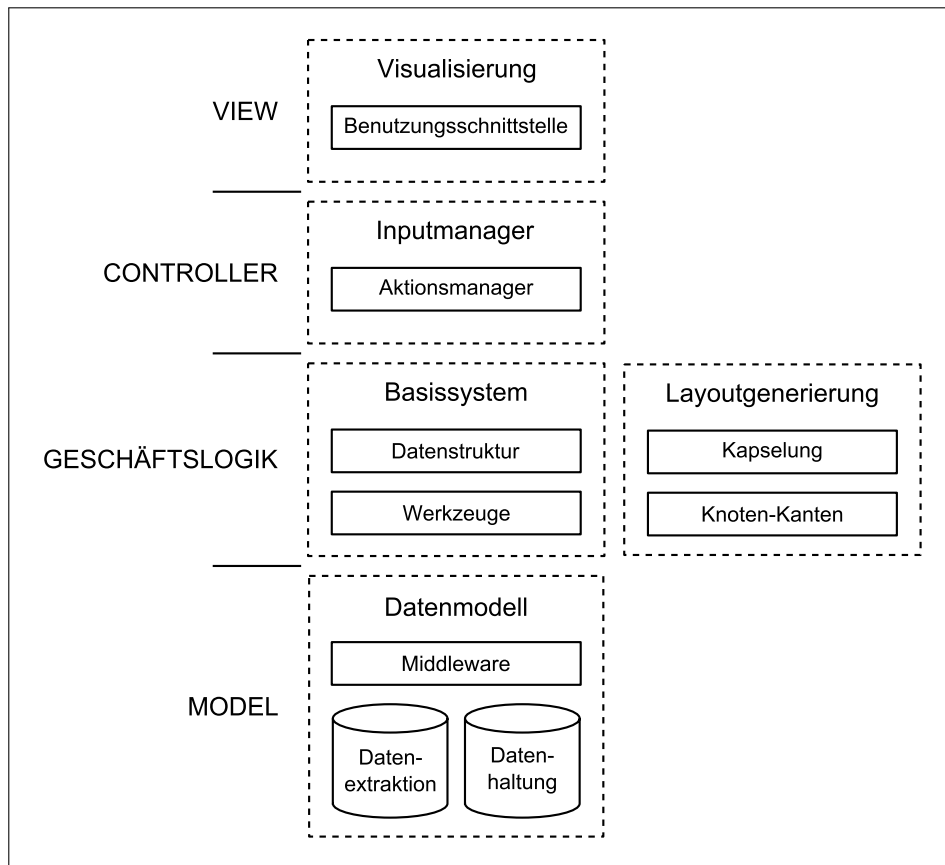 Visualisierung
VIEW
Benutzungsschnittstelle
Inputmanager
CONTROLLER
Aktionsmanager
Basissystem
Layoutgenerierung
GESCHÄFTSLOGIK
Datenstruktur
Kapselung
Werkzeuge
Knoten-Kanten
Datenmodell
Middleware
MODEL
Daten-
extraktion
Daten-
haltung